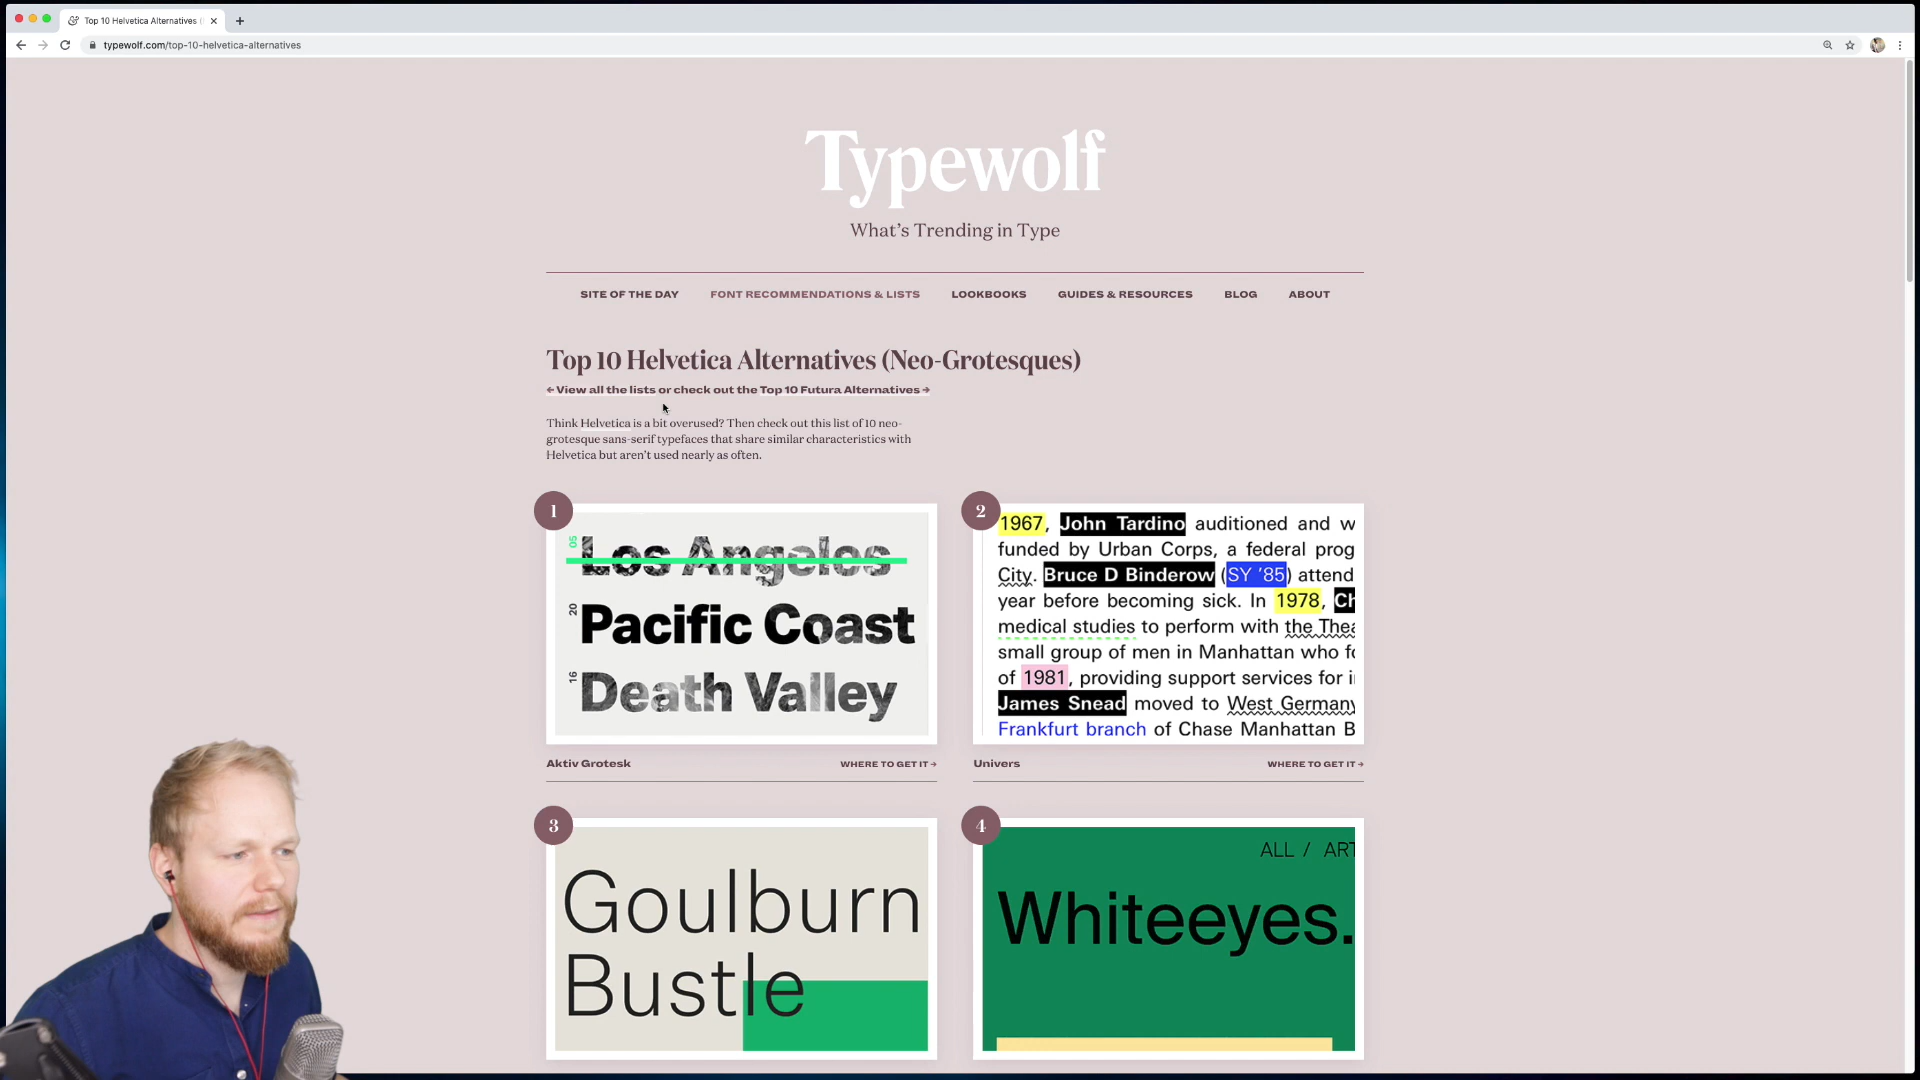 Top 10 Helvetica Alternatives (
typewolf.com/top-10-helvetica-alternatives
Typewolf
What's Trending in Type
SITE OF THE DAY FONT RECOMMENDATIONS & LISTS LOOKBOOKS GUIDES & RESOURCES BLOG ABOUT
Top 10 Helvetica Alternatives (Neo-Grotesques)
← View all the lists or check out the Top 10 Futura Alternatives →
Think Helvetica is a bit overused? Then check out this list of 10 neo-
grotesque sans-serif typefaces that share similar characteristics with
Helvetica but aren't used nearly as often.
1
05 Los Angeles
20 Pacific Coast
16 Death Valley
Aktiv Grotesk WHERE TO GET IT →
2
1967, John Tardino auditioned and w
funded by Urban Corps, a federal prog
City. Bruce D Binderow (SY '85) attend
year before becoming sick. In 1978, Ch
medical studies to perform with the Thea
small group of men in Manhattan who fo
of 1981, providing support services for i
James Snead moved to West Germany
Frankfurt branch of Chase Manhattan B
Univers WHERE TO GET IT →
3
Goulburn
Bustle
4
ALL / ART
Whiteeyes.